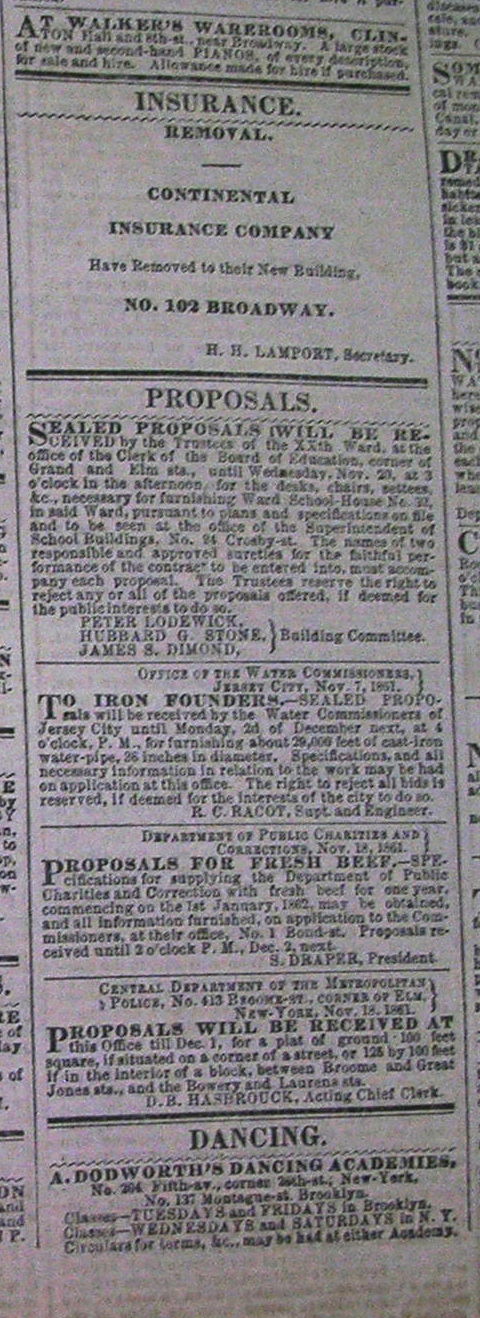 AT WALKER'S WAREROOMS, CLIN-
TON Hall and 8th-st., near Broadway. A large stock
of new and second-hand PIANOS, of every description,
for sale and hire. Allowance made for hire if purchased.
INSURANCE.
REMOVAL.
CONTINENTAL
INSURANCE COMPANY
Have Removed to their New Building,
NO. 102 BROADWAY.
H. H. LAMPORT, Secretary.
PROPOSALS.
SEALED PROPOSALS WILL BE RE-
CEIVED by the Trustees of the XXth Ward, at the
office of the Clerk of the Board of Education, corner of
Grand and Elm sts., until Wednesday, Nov. 20, at 3
o'clock in the afternoon, for the desks, chairs, settees,
&c., necessary for furnishing Ward School-House No. 32,
in said Ward, pursuant to plans and specifications on file
and to be seen at the office of the Superintendent of
School Buildings, No. 94 Crosby-st. The names of two
responsible and approved sureties for the faithful per-
formance of the contract to be entered into, must accom-
pany each proposal. The Trustees reserve the right to
reject any or all of the proposals offered, if deemed for
the public interests to do so.
PETER LODEWICK,
HUBBARD G. STONE, } Building Committee.
JAMES S. DIMOND,
OFFICE OF THE WATER COMMISSIONERS, }
JERSEY CITY, Nov. 7, 1861.
TO IRON FOUNDERS.—SEALED PROPO-
sals will be received by the Water Commissioners of
Jersey City until Monday, 2d of December next, at 4
o'clock, P. M., for furnishing about 29,000 feet of cast-iron
water-pipe, 36 inches in diameter. Specifications, and all
necessary information in relation to the work may be had
on application at this office. The right to reject all bids is
reserved, if deemed for the interests of the city to do so.
R. C. BACOT, Supt. and Engineer.
DEPARTMENT OF PUBLIC CHARITIES AND }
CORRECTIONS, Nov. 18, 1861.
PROPOSALS FOR FRESH BEEF.—SPE-
cifications for supplying the Department of Public
Charities and Correction with fresh beef for one year,
commencing on the 1st January, 1862, may be obtained,
and all information furnished, on application to the Com-
missioners, at their office, No. 1 Bond-st. Proposals re-
ceived until 2 o'clock P. M., Dec. 2, next.
S. DRAPER, President
CENTRAL DEPARTMENT OF THE METROPOLITAN }
POLICE, No. 413 BROOME-ST., CORNER OF ELM,
NEW-YORK, Nov. 18, 1861.
PROPOSALS WILL BE RECEIVED AT
this Office till Dec. 1, for a plat of ground 100 feet
square, if situated on a corner of a street, or 125 by 100 feet
if in the interior of a block, between Broome and Great
Jones sts., and the Bowery and Laurens sts.
D. B. HASBROUCK, Acting Chief Clerk.
DANCING.
A. DODWORTH'S DANCING ACADEMIES,
No. 204 Fifth-av., corner 26th-st., New-York.
No. 137 Montague-st. Brooklyn.
Classes—TUESDAYS and FRIDAYS in Brooklyn.
Classes—WEDNESDAYS and SATURDAYS in N. Y.
Circulars for terms, &c., may be had at either Academy.